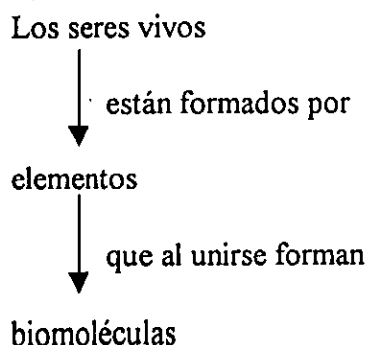 Los seres vivos
están formados por
elementos
que al unirse forman
biomoléculas